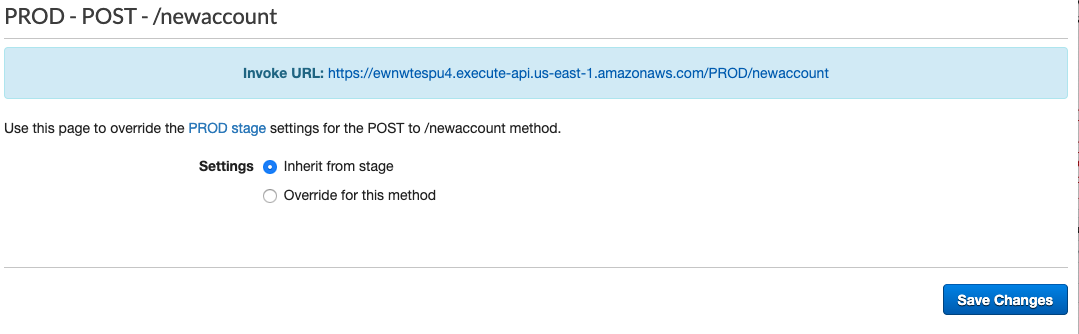 PROD - POST - /newaccount
Invoke URL: https://ewnwtespu4.execute-api.us-east-1.amazonaws.com/PROD/newaccount
Use this page to override the PROD stage settings for the POST to /newaccount method.
Settings Inherit from stage
Override for this method
Save Changes